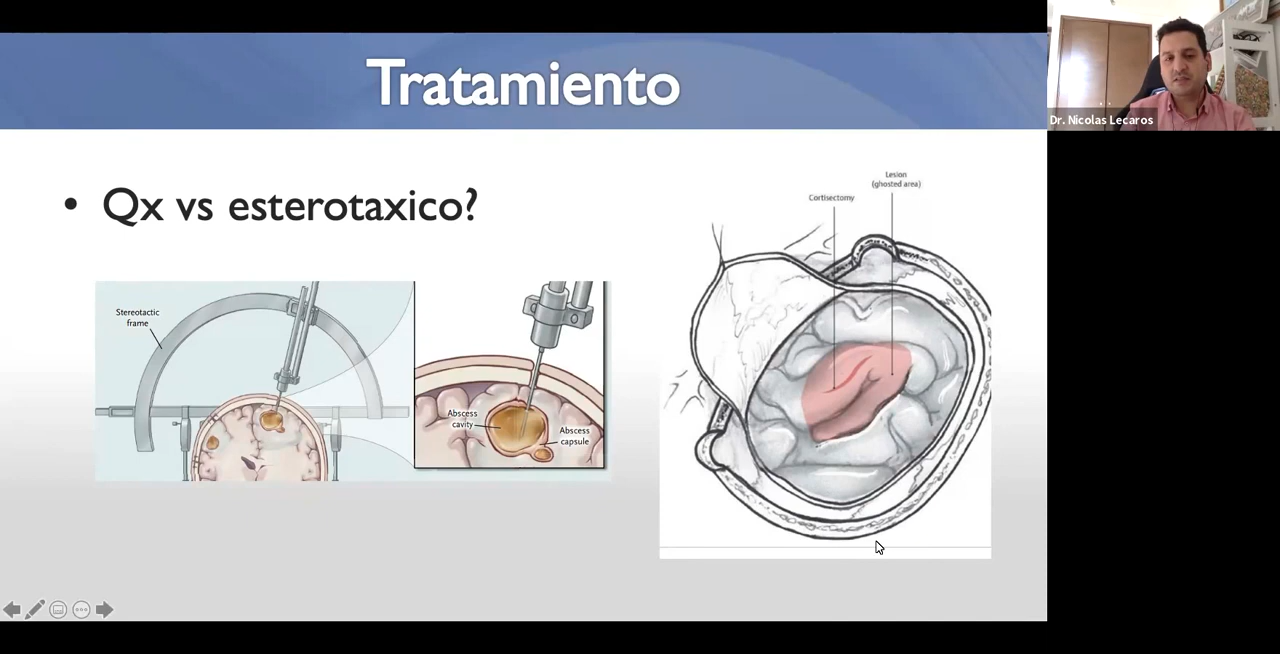 Tratamiento
Dr. Nicolas Lecaros
• Qx vs esterotaxico?
Stereotactic
frame
Abscess
cavity
Abscess
capsule
Lesion
(ghosted area)
Cortisectomy